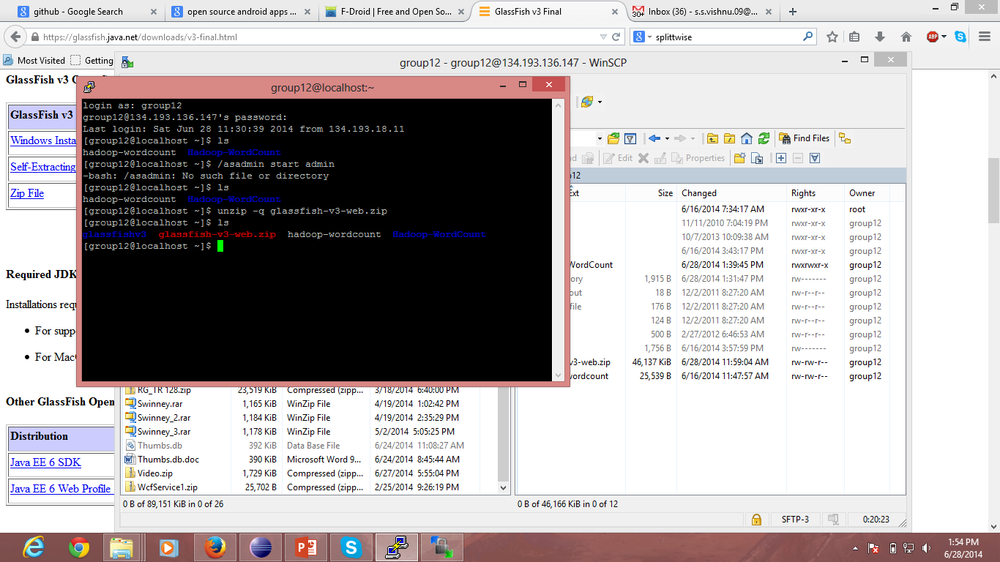 github - Google Search
open source android apps ...
F-Droid | Free and Open So...
GlassFish v3 Final
Inbox (36) - s.s.vishnu.09@...
https://glassfish.java.net/downloads/v3-final.html
splittwise
Most Visited
Getting
group12 - group12@134.193.136.147 - WinSCP
GlassFish v3
GlassFish v3
Windows Insta
Self-Extracting
Zip File
Required JDK
Installations requ
For supp
For Mac
Other GlassFish Open
Distribution
Java EE 6 SDK
Java EE 6 Web Profile
group12@localhost:~
login as: group12
group12@134.193.136.147's password:
Last login: Sat Jun 28 11:30:39 2014 from 134.193.18.11
[group12@localhost ~]$ ls
hadoop-wordcount  Hadoop-WordCount
[group12@localhost ~]$ /asadmin start admin
-bash: /asadmin: No such file or directory
[group12@localhost ~]$ ls
hadoop-wordcount  Hadoop-WordCount
[group12@localhost ~]$ unzip -q glassfish-v3-web.zip
[group12@localhost ~]$ ls
glassfishv3  glassfish-v3-web.zip  hadoop-wordcount  Hadoop-WordCount
[group12@localhost ~]$
Find Files
Edit
Properties
12
Ext Size Changed Rights Owner
6/16/2014 7:34:17 AM rwxr-xr-x root
11/11/2010 7:04:19 PM rwxr-xr-x group12
10/7/2013 10:09:38 AM rwxr-xr-x group12
6/16/2014 3:43:17 PM rwxr-xr-x group12
WordCount 6/28/2014 1:39:45 PM rwxrwxr-x group12
ory 1,915 B 6/28/2014 1:31:47 PM rw------- group12
out 18 B 12/2/2011 8:27:20 AM rw-r--r-- group12
file 176 B 12/2/2011 8:27:20 AM rw-r--r-- group12
124 B 12/2/2011 8:27:20 AM rw-r--r-- group12
500 B 2/27/2012 6:46:53 AM rw-r--r-- group12
1,756 B 6/16/2014 3:57:59 PM rw------- group12
v3-web.zip 46,137 KiB 6/28/2014 11:59:04 AM rw-rw-r-- group12
wordcount 25,539 B 6/16/2014 11:47:57 AM rw-rw-r-- group12
RG_TR 128.zip 23,519 KiB Compressed (zipp... 3/18/2014 6:40:00 PM
Swinney.rar 1,165 KiB WinZip File 4/19/2014 1:02:42 PM
Swinney_2.rar 1,184 KiB WinZip File 4/19/2014 2:35:29 PM
Swinney_3.rar 1,178 KiB WinZip File 5/2/2014 5:05:25 PM
Thumbs.db 392 KiB Data Base File 6/24/2014 11:08:27 AM
Thumbs.db.doc 390 KiB Microsoft Word 9... 6/24/2014 8:45:44 AM
Video.zip 1,729 KiB Compressed (zipp... 6/27/2014 5:55:04 PM
WcfService1.zip 25,702 B Compressed (zipp... 2/25/2014 9:26:19 PM
0 B of 89,151 KiB in 0 of 26
0 B of 46,166 KiB in 0 of 12
SFTP-3
0:20:23
1:54 PM
6/28/2014